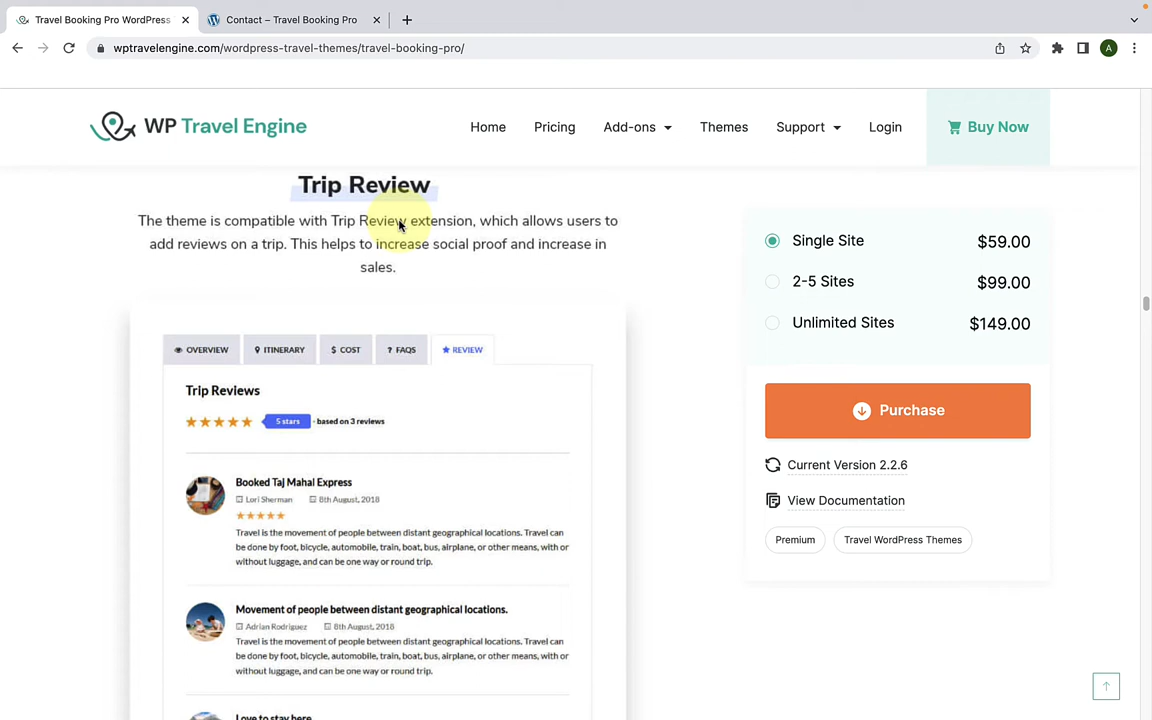 Travel Booking Pro WordPress
Contact – Travel Booking Pro
wptravelengine.com/wordpress-travel-themes/travel-booking-pro/
A
WP Travel Engine
Home
Pricing
Add-ons
Themes
Support
Login
Buy Now
Trip Review
The theme is compatible with Trip Review extension, which allows users to
add reviews on a trip. This helps to increase social proof and increase in
sales.
OVERVIEW
ITINERARY
$ COST
? FAQS
REVIEW
Trip Reviews
5 stars - based on 3 reviews
Booked Taj Mahal Express
Lori Sherman 8th August, 2018
Travel is the movement of people between distant geographical locations. Travel can
be done by foot, bicycle, automobile, train, boat, bus, airplane, or other means, with or
without luggage, and can be one way or round trip.
Movement of people between distant geographical locations.
Adrian Rodriguez 8th August, 2018
Travel is the movement of people between distant geographical locations. Travel can
be done by foot, bicycle, automobile, train, boat, bus, airplane, or other means, with or
without luggage, and can be one way or round trip.
Love to stay here
Single Site $59.00
2-5 Sites $99.00
Unlimited Sites $149.00
Purchase
Current Version 2.2.6
View Documentation
Premium
Travel WordPress Themes